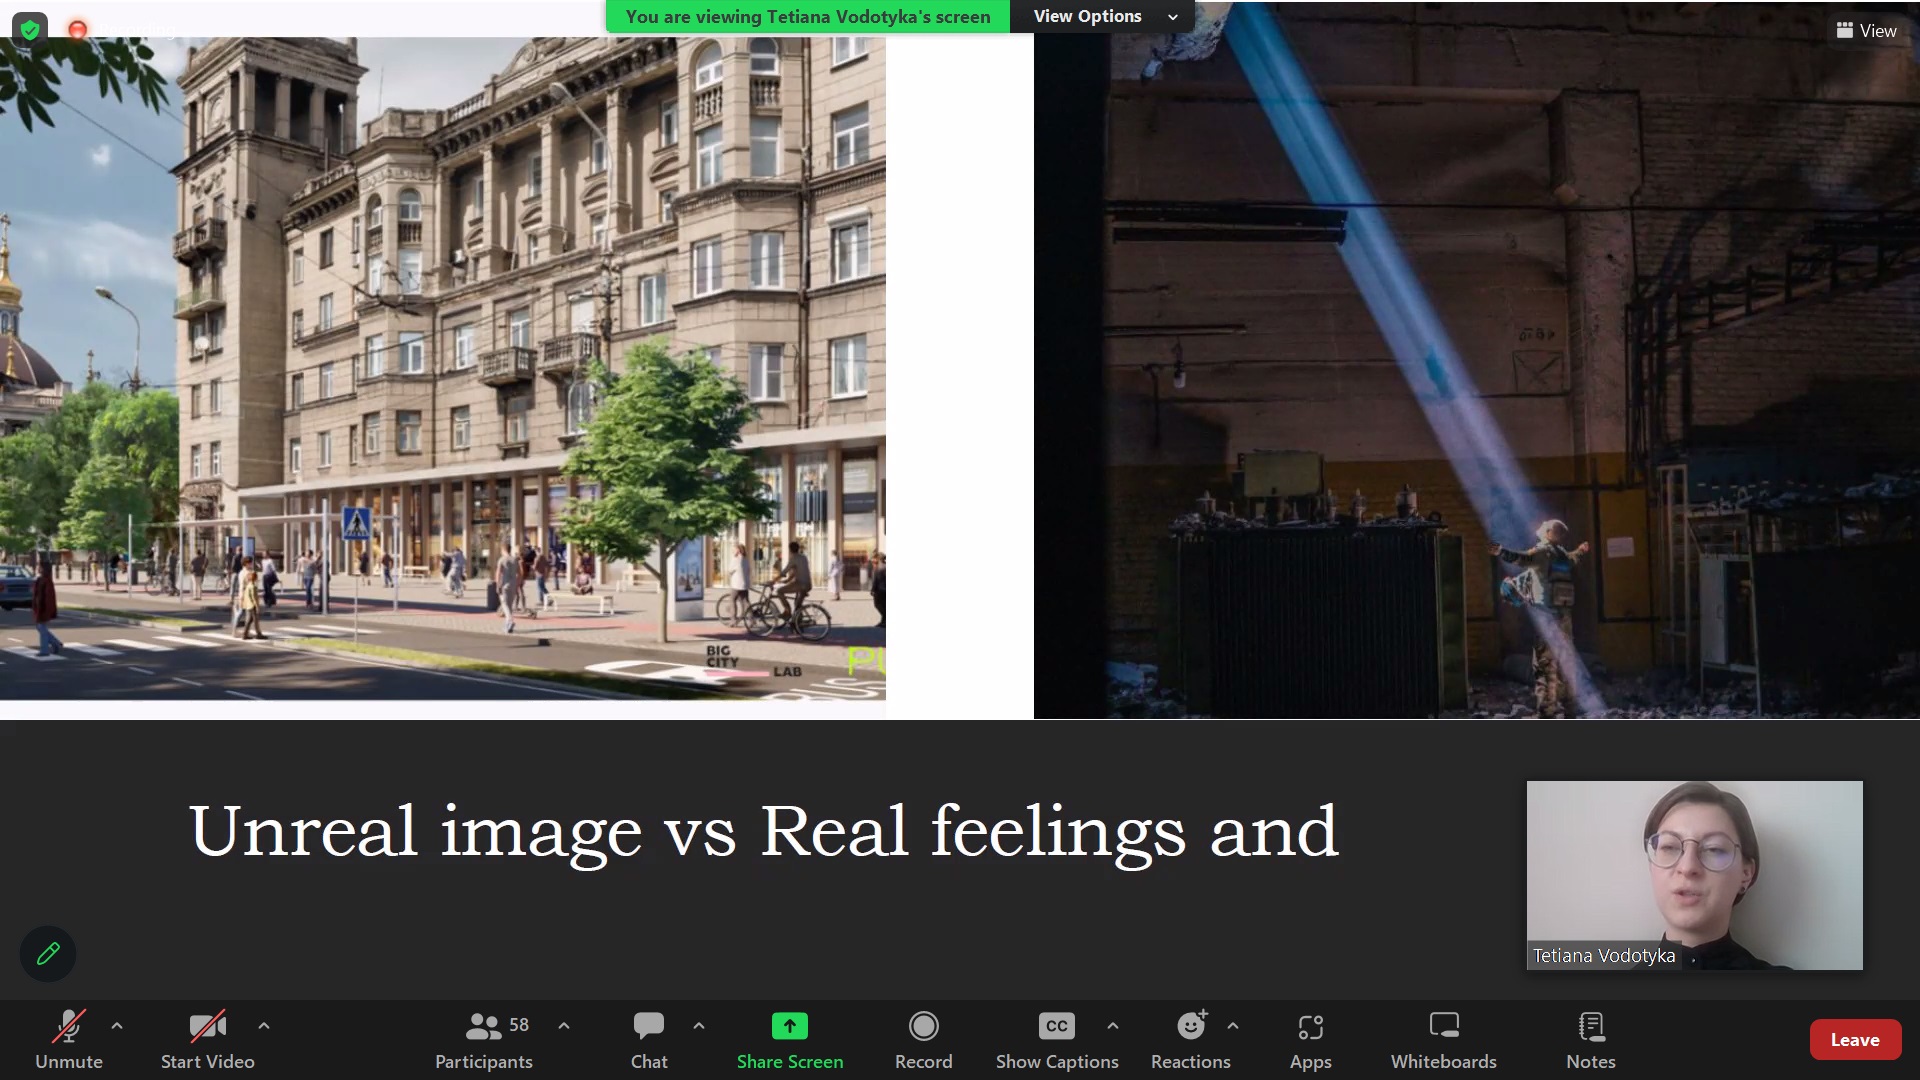 Recording
You are viewing Tetiana Vodotyka's screen
View Options
View
BIG
CITY
LAB
Unreal image vs Real feelings and
Tetiana Vodotyka
Unmute
Start Video
58
Participants
Chat
Share Screen
Record
CC
Show Captions
Reactions
Apps
Whiteboards
Notes
Leave